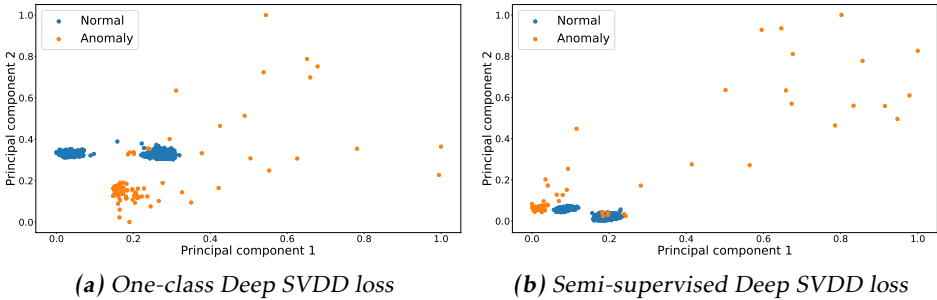 Normal
Anomaly
1.0
0.8
0.6
0.4
0.2
0.0
Principal component 2
0.0 0.2 0.4 0.6 0.8 1.0
Principal component 1
(a) One-class Deep SVDD loss
Normal
Anomaly
1.0
0.8
0.6
0.4
0.2
0.0
Principal component 2
0.0 0.2 0.4 0.6 0.8 1.0
Principal component 1
(b) Semi-supervised Deep SVDD loss